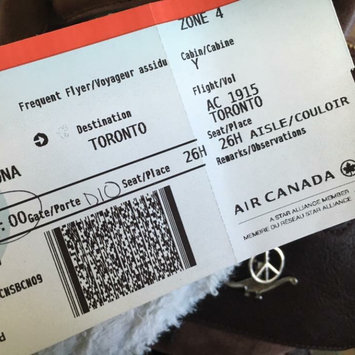 Frequent Flyer/Voyageur assidu
Destination
TORONTO
UNA
:00 Gate/Porte D10 Seat/Place 26H
CNSBCN09
ZONE 4
Cabin/Cabine
Y
Flight/Vol
AC 1915
TORONTO
Seat/Place
26H AISLE/COULOIR
Remarks/Observations
AIR CANADA
A STAR ALLIANCE MEMBER
MEMBRE DU RÉSEAU STAR ALLIANCE